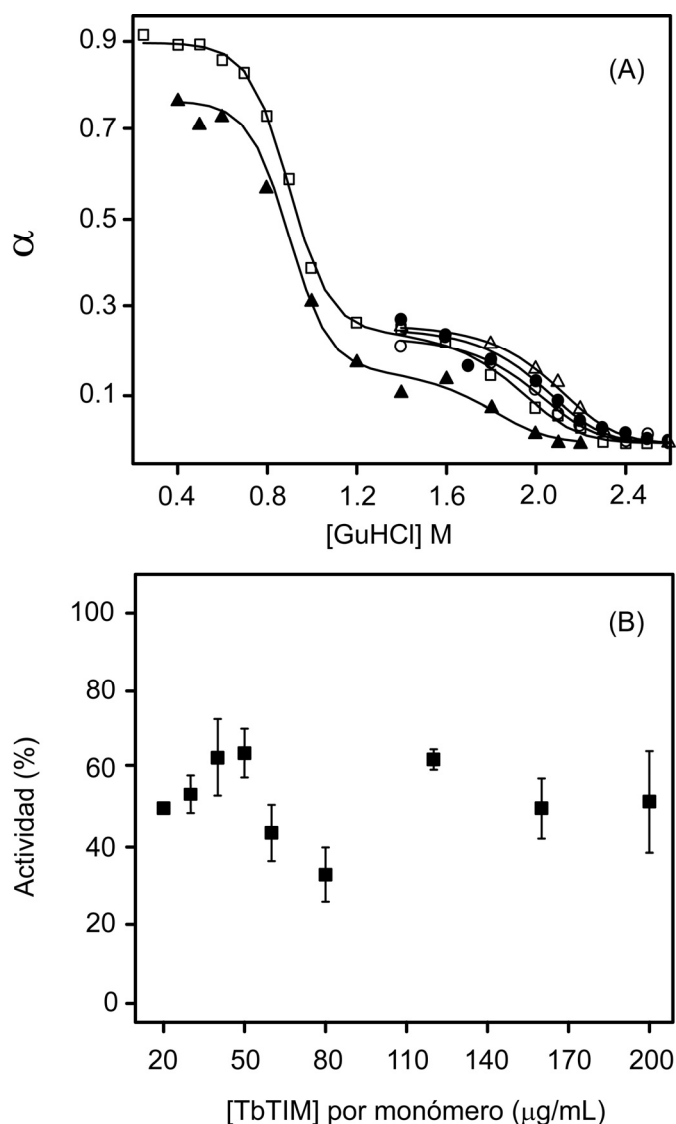 (A)
α
0.9
0.7
0.5
0.3
0.1
0.4 0.8 1.2 1.6 2.0 2.4
[GuHCl] M
(B)
Actividad (%)
100
80
60
40
20
0
20 50 80 110 140 170 200
[TbTIM] por monómero (μg/mL)